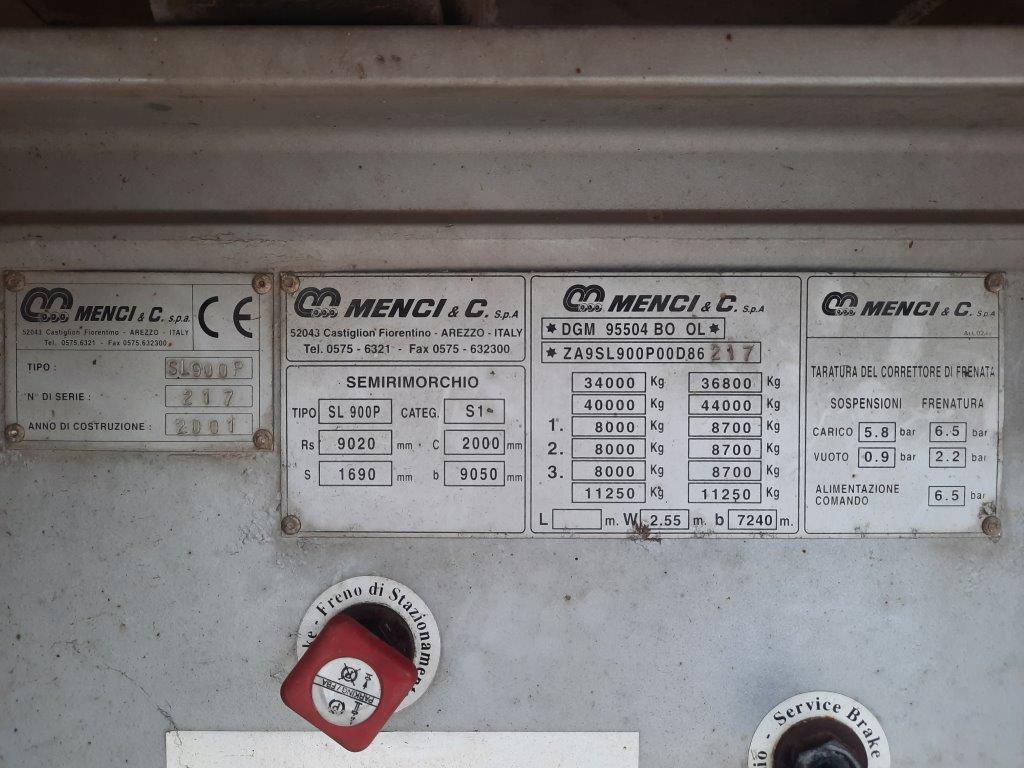 MENCI & C. s.p.a.
52043 Castiglion Fiorentino - AREZZO - ITALY
Tel. 0575.6321 - Fax 0575.632300
CE
TIPO : SL900P
N° DI SERIE : 217
ANNO DI COSTRUZIONE : 2001
MENCI & C. S.p.A
52043 Castiglion Fiorentino - AREZZO - ITALY
Tel. 0575 - 6321 - Fax 0575 - 632300
SEMIRIMORCHIO
TIPO SL 900P CATEG. S1
Rs 9020 mm C 2000 mm
S 1690 mm b 9050 mm
MENCI & C. S.p.A
★ DGM 95504 BO OL ★
★ ZA9SL900P00D86 217
34000 Kg 36800 Kg
40000 Kg 44000 Kg
1. 8000 Kg 8700 Kg
2. 8000 Kg 8700 Kg
3. 8000 Kg 8700 Kg
11250 Kg 11250 Kg
L m. W 2.55 m. b 7240 m.
MENCI & C. S.p.A
TARATURA DEL CORRETTORE DI FRENATA
SOSPENSIONI FRENATURA
CARICO 5.8 bar 6.5 bar
VUOTO 0.9 bar 2.2 bar
ALIMENTAZIONE
COMANDO 6.5 bar
- Freno di Stazionamen
PARKING / FBA
- Service Brake